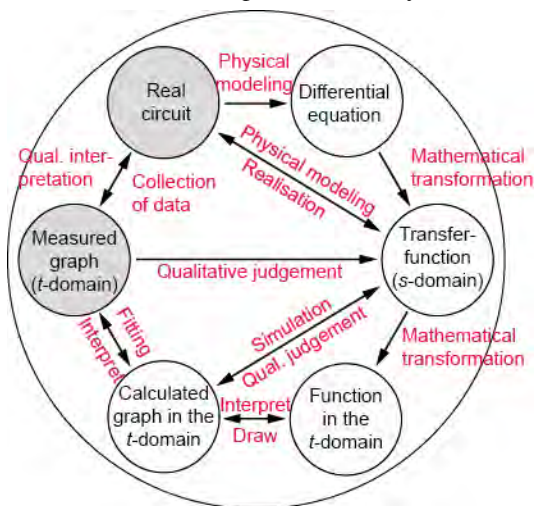 Physical
modeling
Real
circuit
Differential
equation
Physical modeling
Realisation
Qual. inter-
pretation
Mathematical
transformation
Collection
of data
Measured
graph
(t-domain)
Transfer-
function
(s-domain)
Qualitative judgement
Simulation
Qual. judgement
Fitting
Interpret
Mathematical
transformation
Calculated
graph in the
t-domain
Interpret
Draw
Function
in the
t-domain